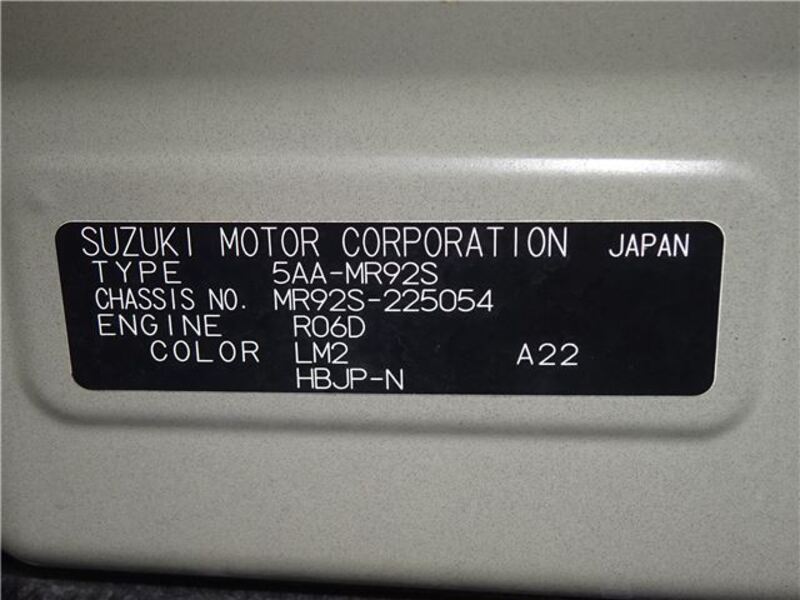 SUZUKI MOTOR CORPORATION JAPAN
TYPE 5AA-MR92S
CHASSIS NO. MR92S-225054
ENGINE R06D
COLOR LM2 A22
HBJP-N